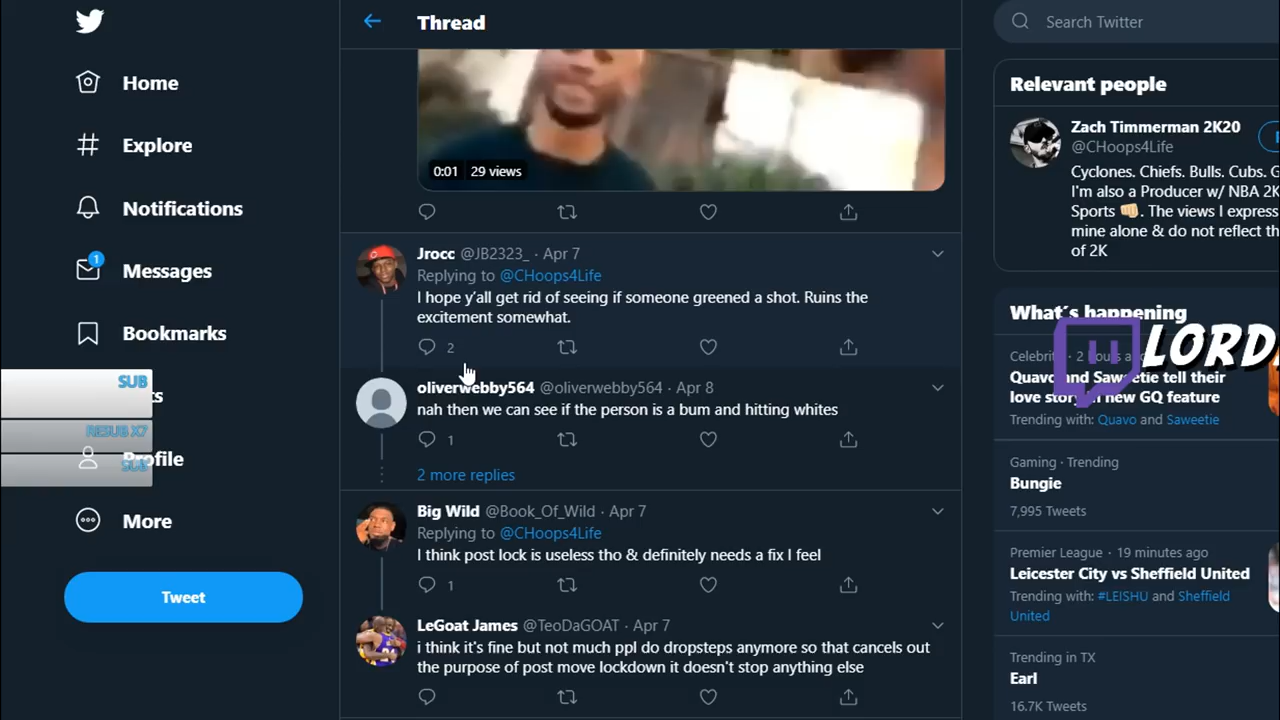 Thread
Search Twitter
Home
Explore
Notifications
1
Messages
Bookmarks
SUB
RESUB X7
SUB
Profile
More
Tweet
0:01 29 views
Jrocc @JB2323_ · Apr 7
Replying to @CHoops4Life
I hope y'all get rid of seeing if someone greened a shot. Ruins the
excitement somewhat.
2
oliverwebby564 @oliverwebby564 · Apr 8
nah then we can see if the person is a bum and hitting whites
1
2 more replies
Big Wild @Book_Of_Wild · Apr 7
Replying to @CHoops4Life
I think post lock is useless tho & definitely needs a fix I feel
1
LeGoat James @TeoDaGOAT · Apr 7
i think it's fine but not much ppl do dropsteps anymore so that cancels out
the purpose of post move lockdown it doesn't stop anything else
Relevant people
Zach Timmerman 2K20
@CHoops4Life
Cyclones. Chiefs. Bulls. Cubs.
I'm also a Producer w/ NBA 2K
Sports 👊🏻. The views I express
mine alone & do not reflect
of 2K
What's happening
LORD
2 hours ago
Quavo and Saweetie tell their
love story in new GQ feature
Trending with: Quavo and Saweetie
Gaming · Trending
Bungie
7,995 Tweets
Premier League · 19 minutes ago
Leicester City vs Sheffield United
Trending with: #LEISHU and Sheffield
United
Trending in TX
Earl
16.7K Tweets